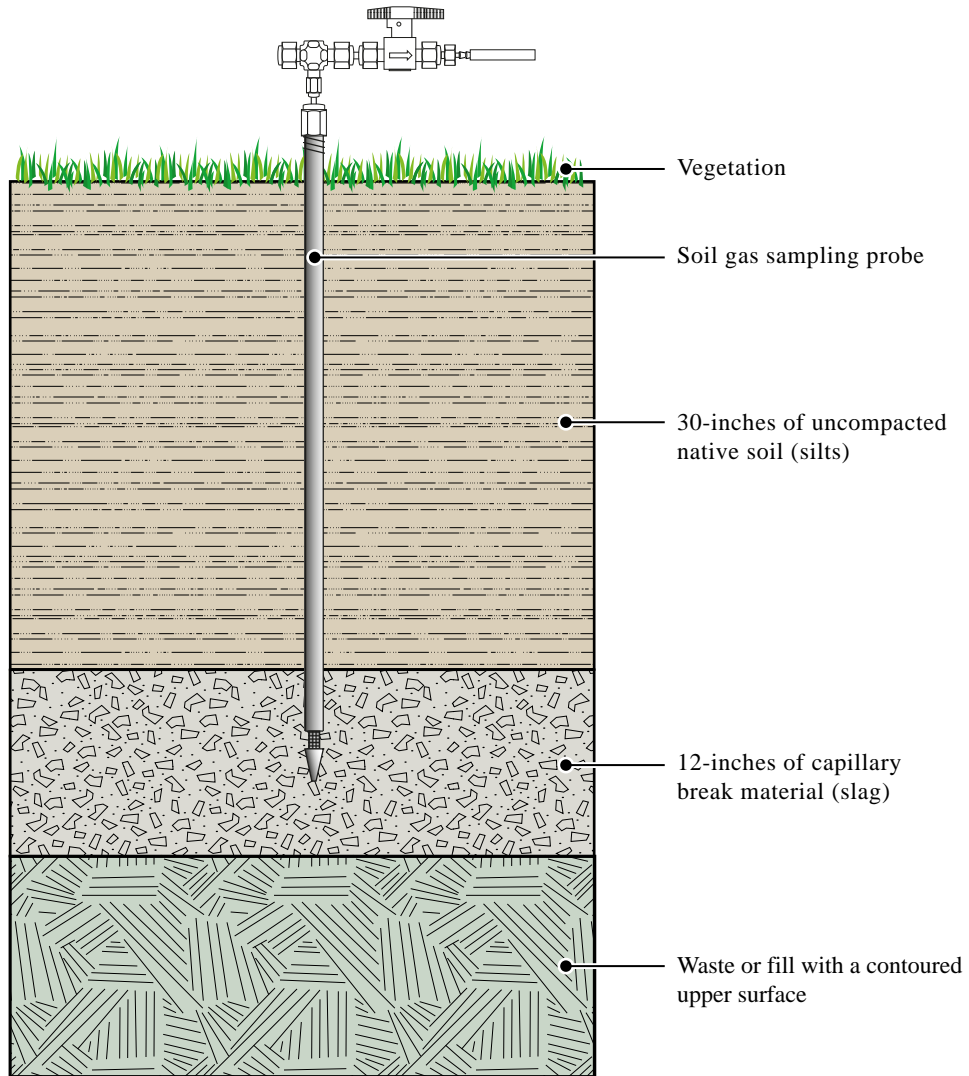 Vegetation
Soil gas sampling probe
30-inches of uncompacted
native soil (silts)
12-inches of capillary
break material (slag)
Waste or fill with a contoured
upper surface